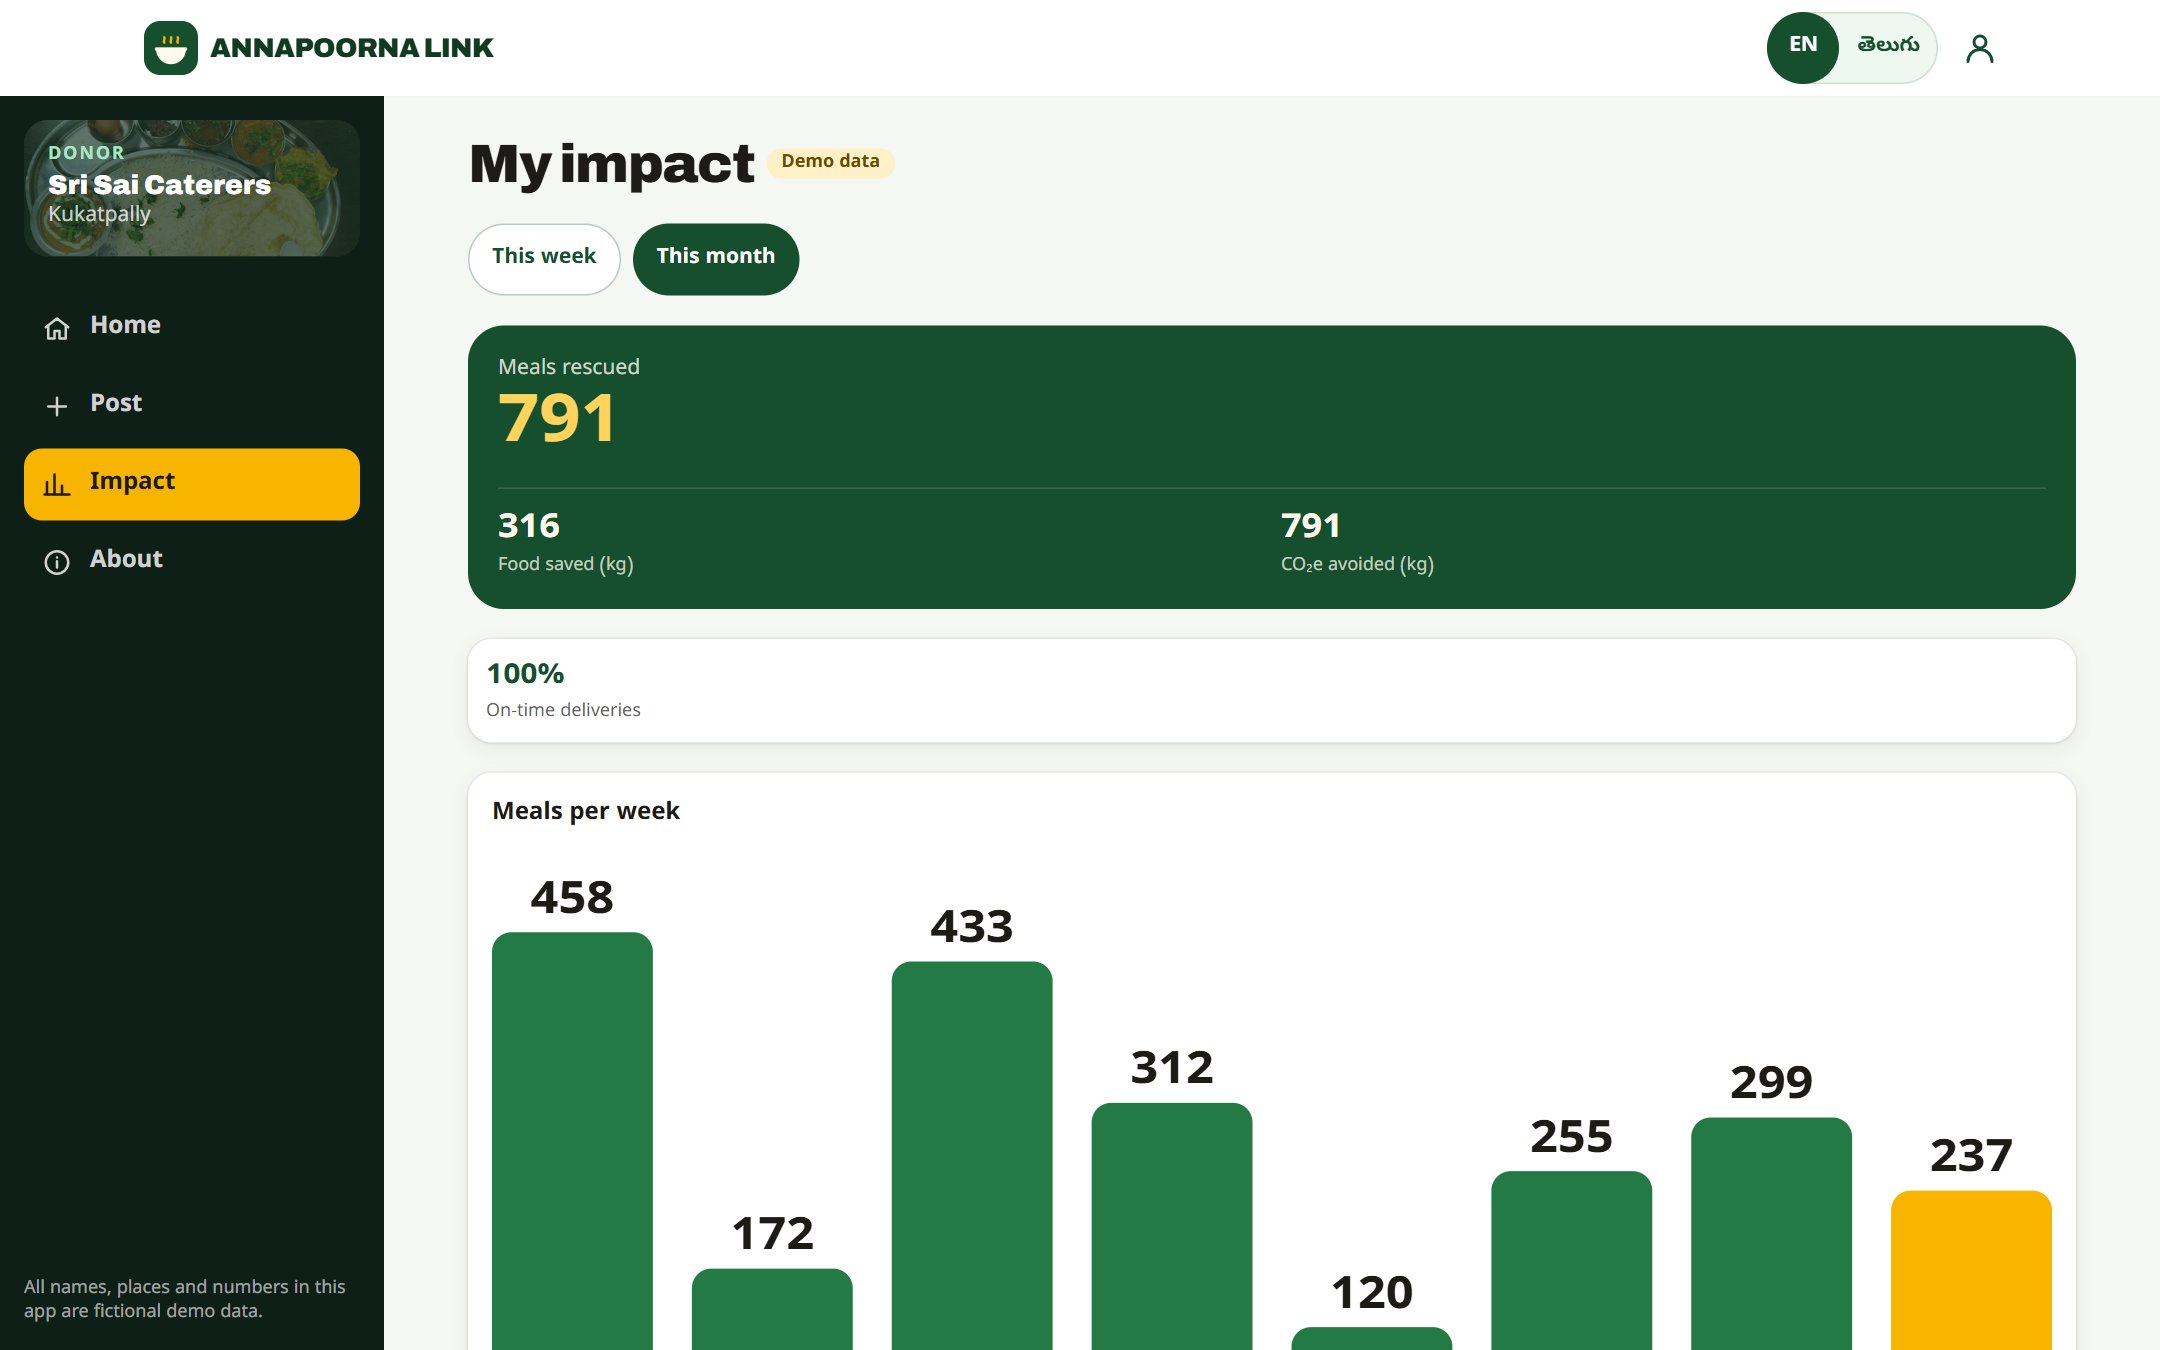 ANNAPOORNA LINK
EN
తెలుగు
DONOR
Sri Sai Caterers
Kukatpally
Home
Post
Impact
About
All names, places and numbers in this
app are fictional demo data.
My impact
Demo data
This week
This month
Meals rescued
791
316
Food saved (kg)
791
CO₂e avoided (kg)
100%
On-time deliveries
Meals per week
458
172
433
312
120
255
299
237